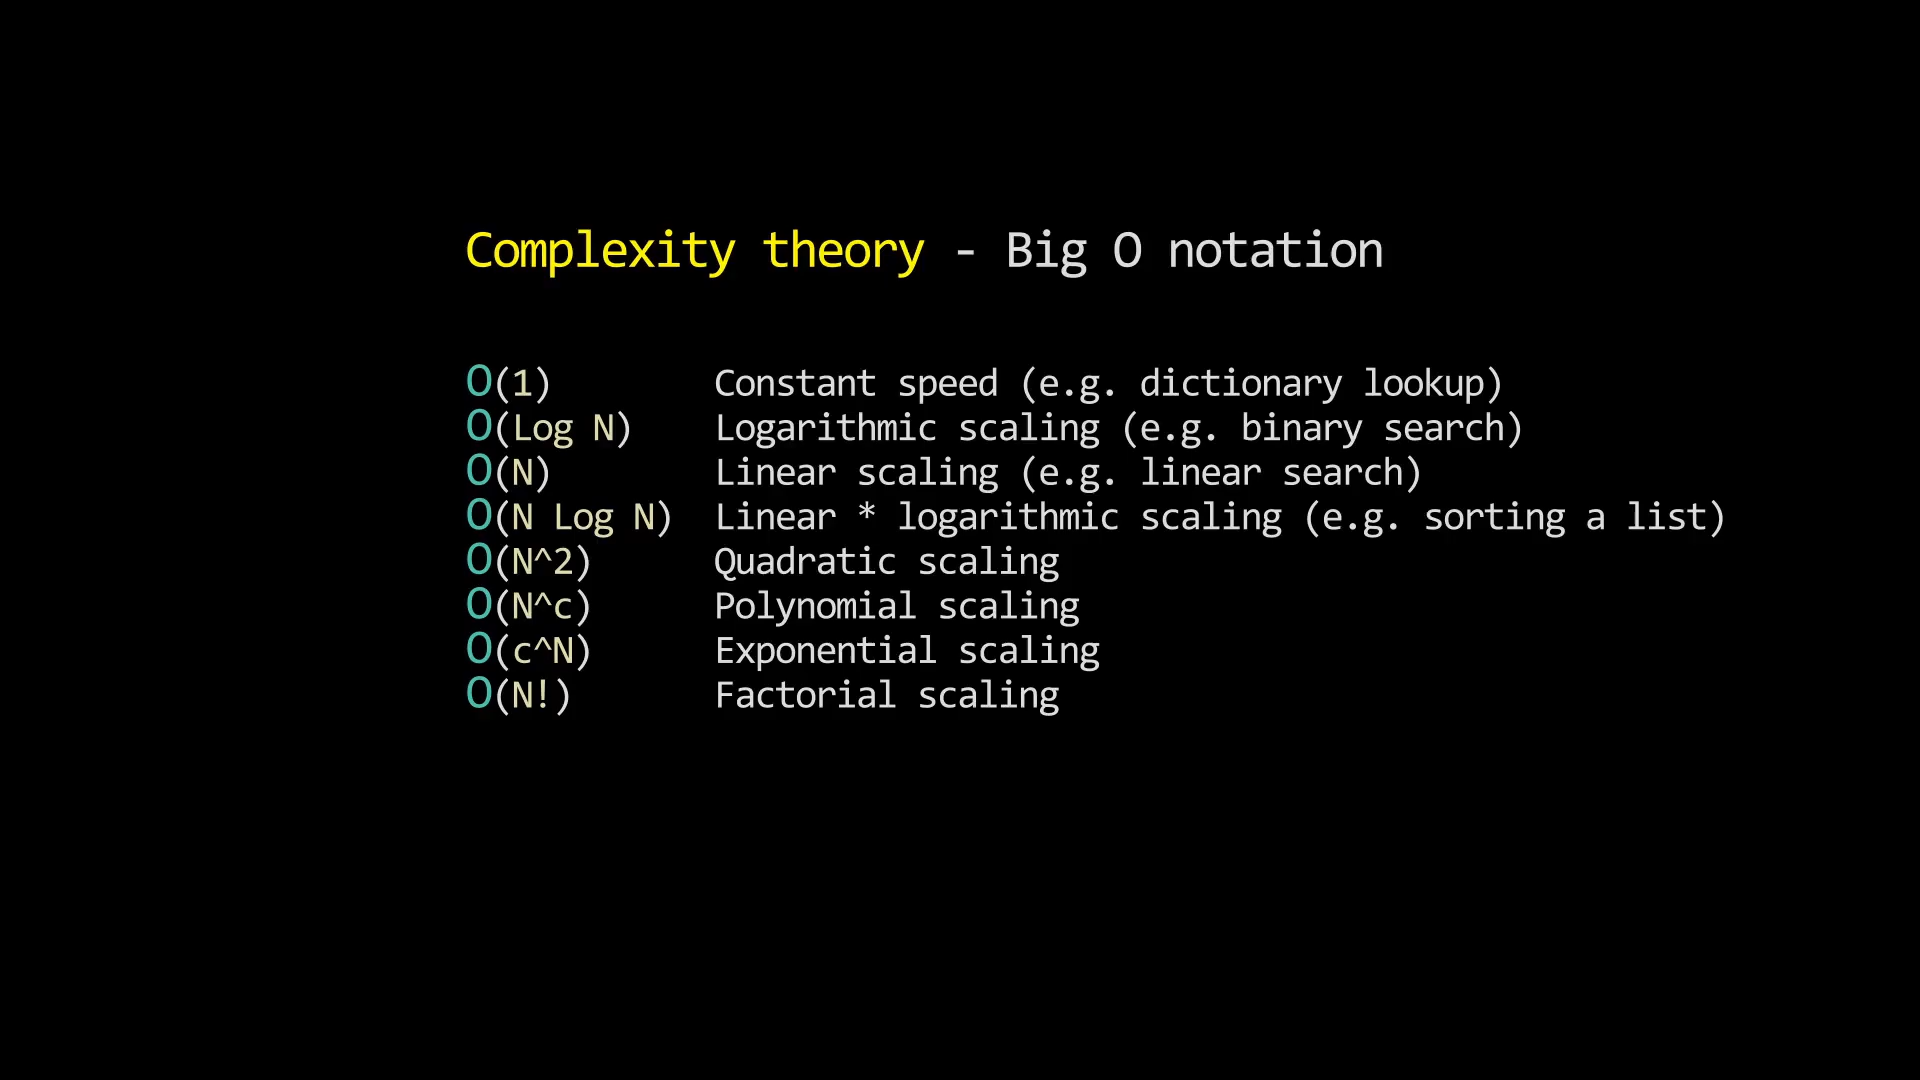 Complexity theory - Big O notation
O(1) Constant speed (e.g. dictionary lookup)
O(Log N) Logarithmic scaling (e.g. binary search)
O(N) Linear scaling (e.g. linear search)
O(N Log N) Linear * logarithmic scaling (e.g. sorting a list)
O(N^2) Quadratic scaling
O(N^c) Polynomial scaling
O(c^N) Exponential scaling
O(N!) Factorial scaling